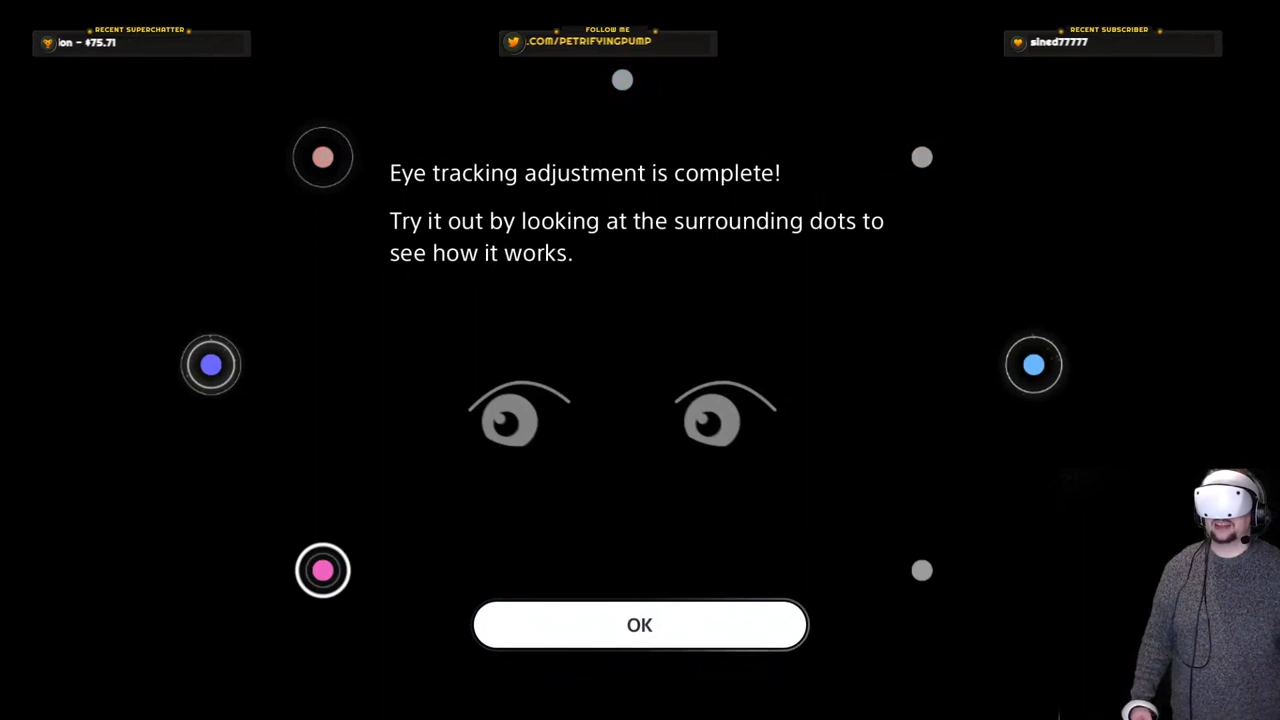 RECENT SUPERCHATTER
ion - $75.71
FOLLOW ME
.COM/PETRIFYINGPUMP
RECENT SUBSCRIBER
sined77777
Eye tracking adjustment is complete!
Try it out by looking at the surrounding dots to
see how it works.
OK